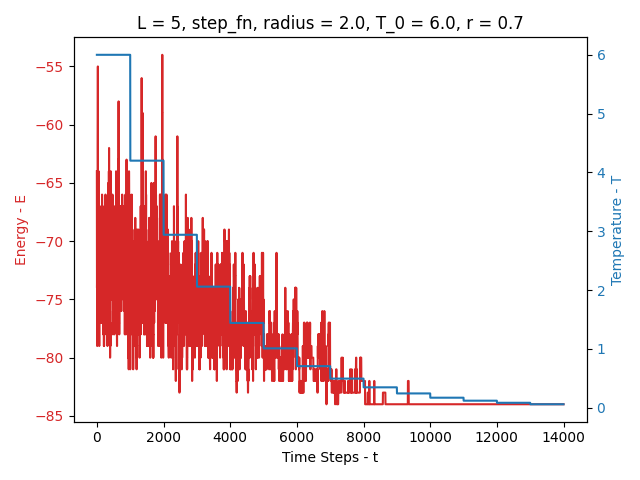 L = 5, step_fn, radius = 2.0, T_0 = 6.0, r = 0.7
Energy - E
−55
−60
−65
−70
−75
−80
−85
6
5
4
3
2
1
0
Temperature - T
0 2000 4000 6000 8000 10000 12000 14000
Time Steps - t